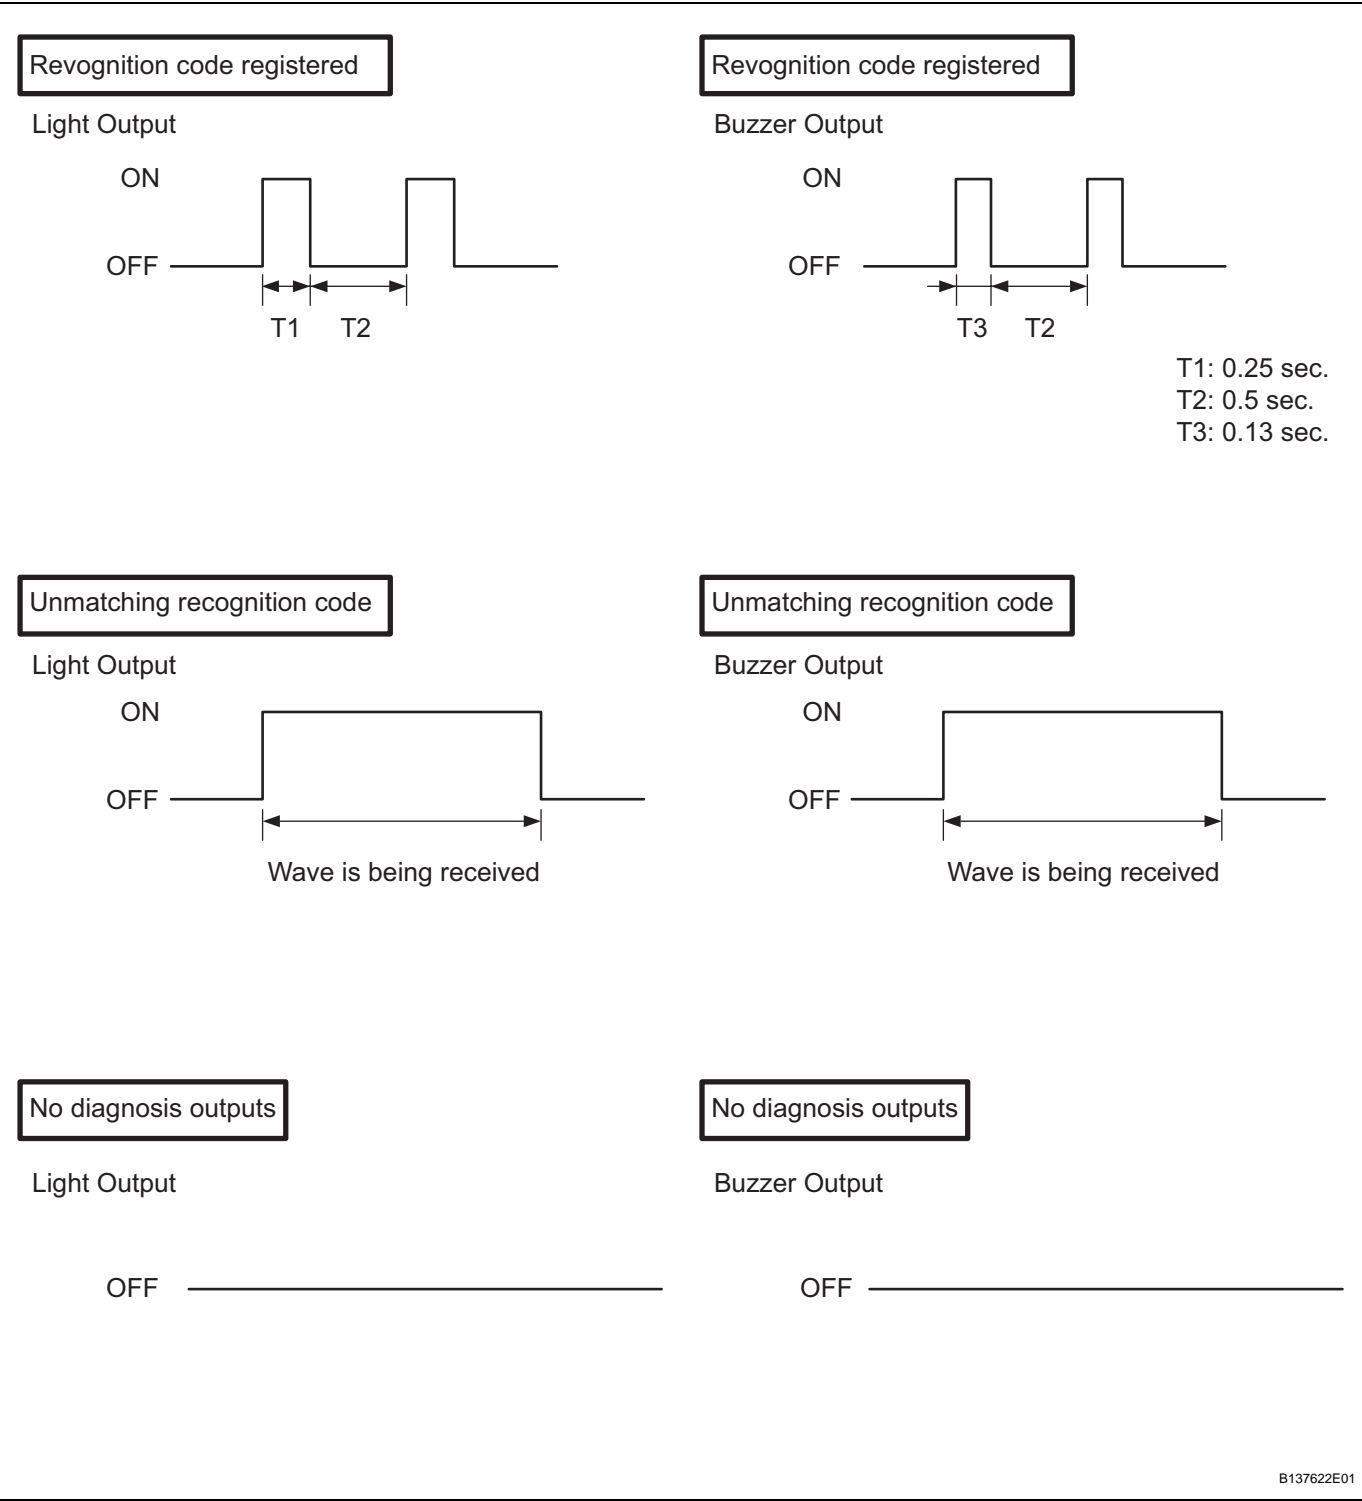 Revognition code registered
Revognition code registered
Light Output
Buzzer Output
ON
ON
OFF
OFF
T1 T2
T3 T2
T1: 0.25 sec.
T2: 0.5 sec.
T3: 0.13 sec.
Unmatching recognition code
Unmatching recognition code
Light Output
Buzzer Output
ON
ON
OFF
OFF
Wave is being received
Wave is being received
No diagnosis outputs
No diagnosis outputs
Light Output
Buzzer Output
OFF
OFF
B137622E01